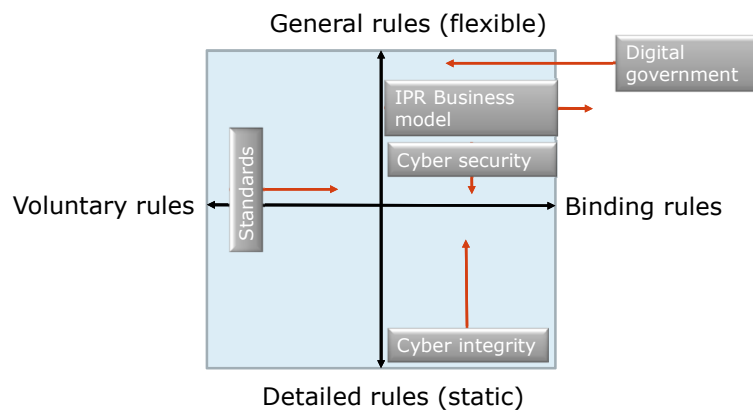 General rules (flexible)
Digital
government
IPR Business
model
Cyber security
Standards
Voluntary rules
Binding rules
Cyber integrity
Detailed rules (static)